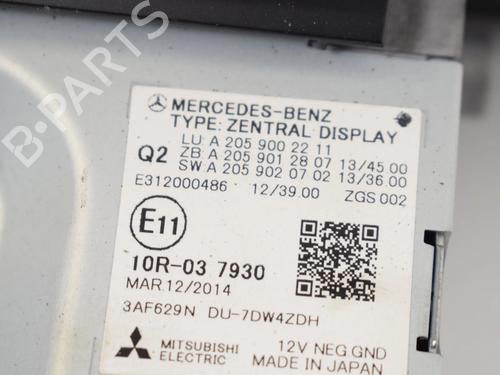 MERCEDES-BENZ
TYPE: ZENTRAL DISPLAY
LU: A 205 900 22 11
Q2 ZB: A 205 901 28 07 13/45.00
SW: A 205 902 07 02 13/36.00
E312000486 12/39.00 ZGS 002
E11
10R-03 7930
MAR.12/2014
3AF629N DU-7DW4ZDH
MITSUBISHI ELECTRIC
12V NEG GND
MADE IN JAPAN
B PARTS